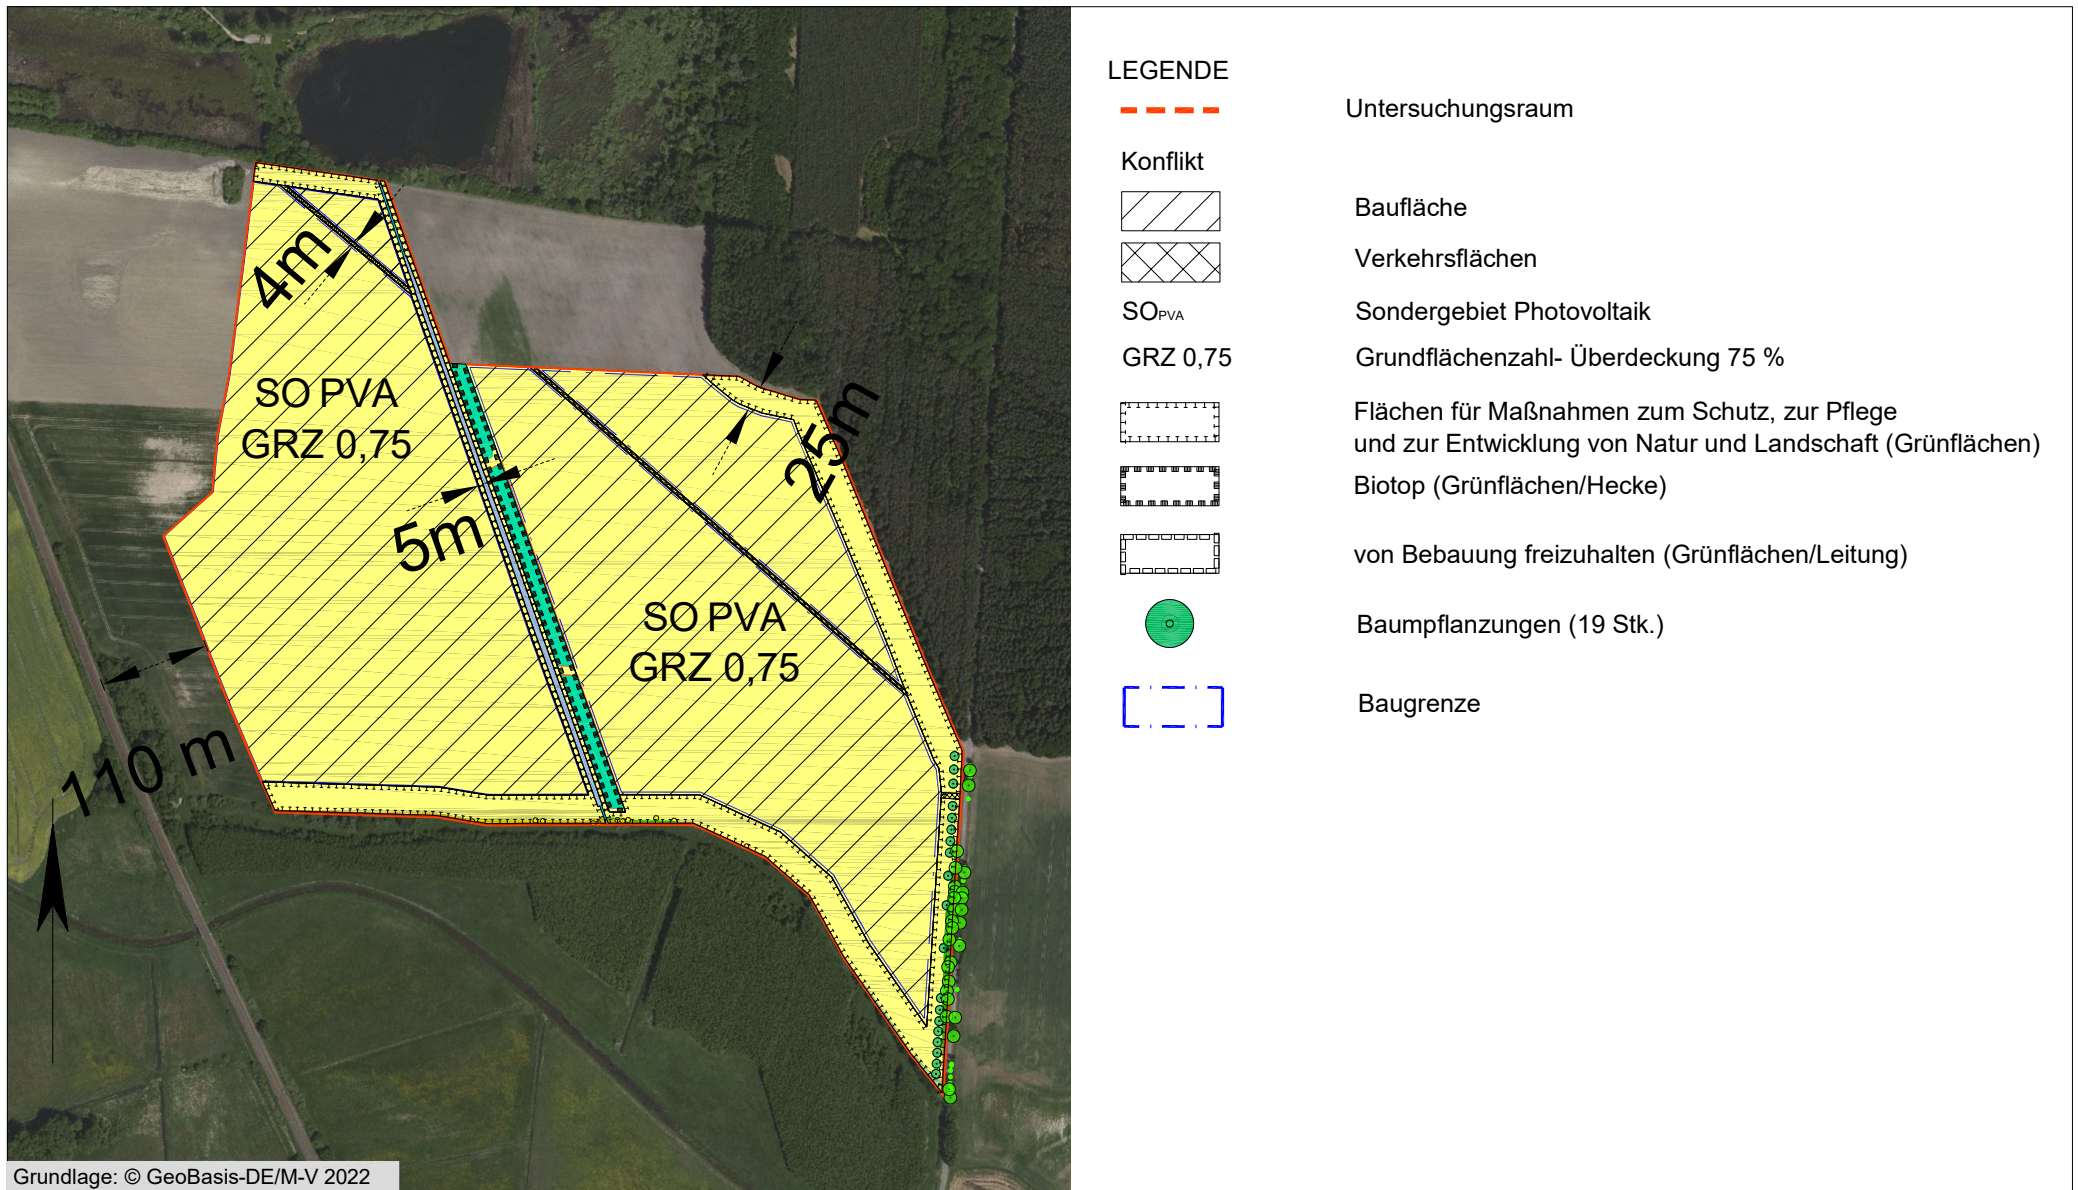 4m
SO PVA
GRZ 0,75
25m
5m
SO PVA
GRZ 0,75
110 m
Grundlage: © GeoBasis-DE/M-V 2022
LEGENDE
Untersuchungsraum
Konflikt
Baufläche
Verkehrsflächen
SOPVA Sondergebiet Photovoltaik
GRZ 0,75 Grundflächenzahl- Überdeckung 75 %
Flächen für Maßnahmen zum Schutz, zur Pflege
und zur Entwicklung von Natur und Landschaft (Grünflächen)
Biotop (Grünflächen/Hecke)
von Bebauung freizuhalten (Grünflächen/Leitung)
Baumpflanzungen (19 Stk.)
Baugrenze